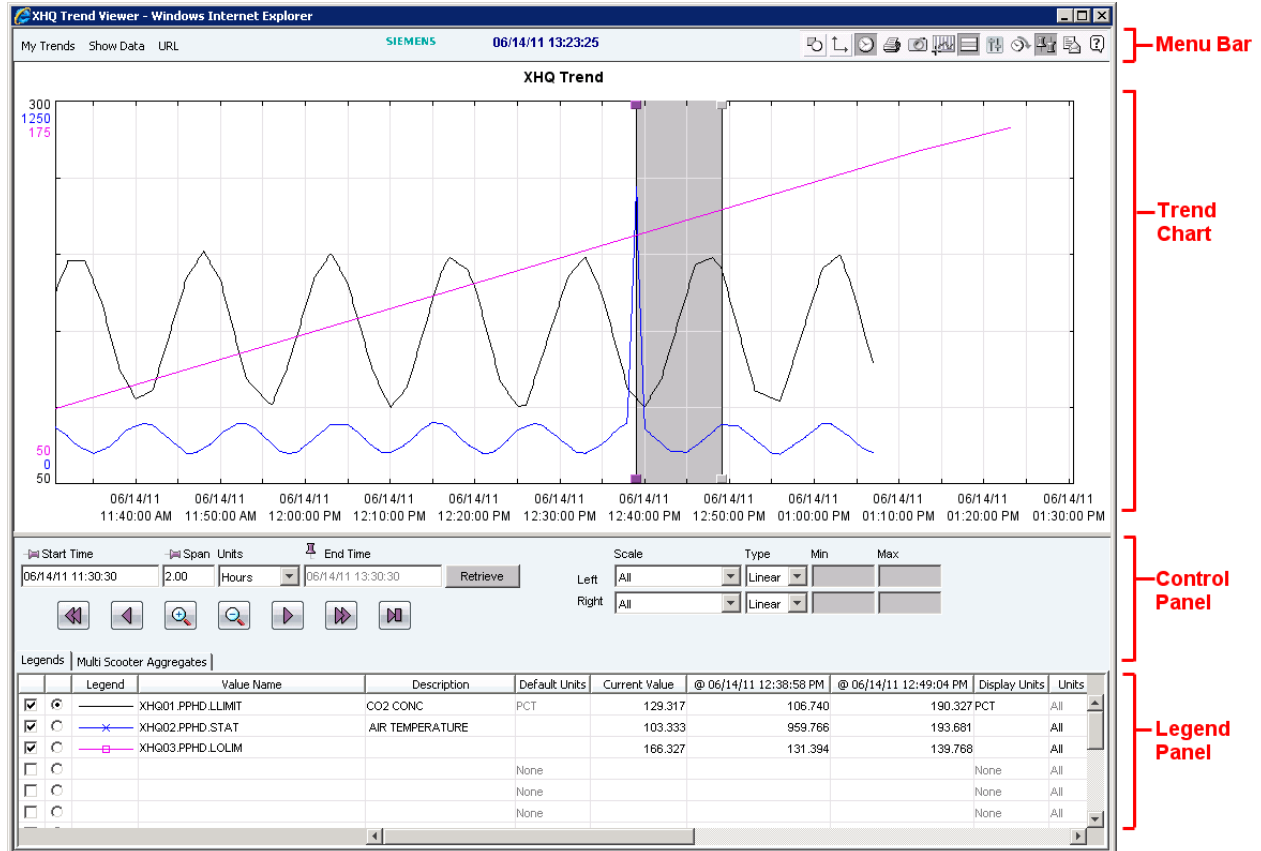 XHQ Trend Viewer - Windows Internet Explorer
My Trends Show Data URL SIEMENS 06/14/11 13:23:25
Menu Bar
XHQ Trend
300
1250
175
Trend
Chart
50
0
50
06/14/11 06/14/11 06/14/11 06/14/11 06/14/11 06/14/11 06/14/11 06/14/11 06/14/11 06/14/11 06/14/11 06/14/11
11:40:00 AM 11:50:00 AM 12:00:00 PM 12:10:00 PM 12:20:00 PM 12:30:00 PM 12:40:00 PM 12:50:00 PM 01:00:00 PM 01:10:00 PM 01:20:00 PM 01:30:00 PM
Start Time Span Units End Time Scale Type Min Max
06/14/11 11:30:30 2.00 Hours 06/14/11 13:30:30 Retrieve Left All Linear
Right All Linear
Control
Panel
Legends Multi Scooter Aggregates
Legend Value Name Description Default Units Current Value @ 06/14/11 12:38:58 PM @ 06/14/11 12:49:04 PM Display Units Units
XHQ01.PPHD.LLIMIT CO2 CONC PCT 129.317 106.740 190.327 PCT All
XHQ02.PPHD.STAT AIR TEMPERATURE 103.333 959.766 193.681 All
XHQ03.PPHD.LOLIM 166.327 131.394 139.768 All
None None All
None None All
None None All
Legend
Panel